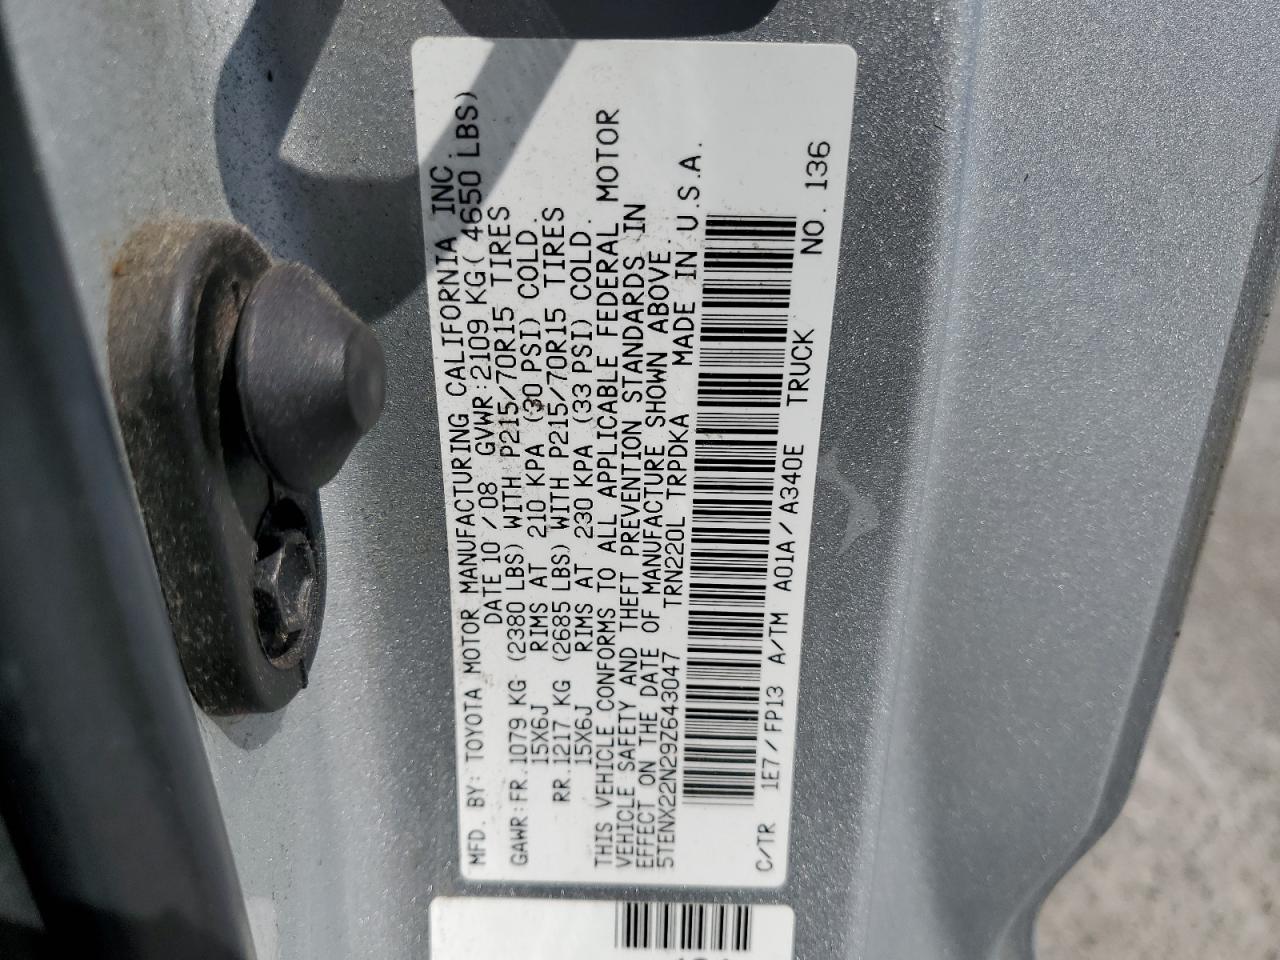 MFD. BY: TOYOTA MOTOR MANUFACTURING CALIFORNIA INC.
DATE 10 / 08 GVWR:2109 KG( 4650 LBS)
GAWR:FR.1079 KG (2380 LBS) WITH P215/70R15 TIRES
15X6J RIMS AT 210 KPA (30 PSI) COLD.
RR.1217 KG (2685 LBS) WITH P215/70R15 TIRES
15X6J RIMS AT 230 KPA (33 PSI) COLD.
THIS VEHICLE CONFORMS TO ALL APPLICABLE FEDERAL MOTOR
VEHICLE SAFETY AND THEFT PREVENTION STANDARDS IN
EFFECT ON THE DATE OF MANUFACTURE SHOWN ABOVE.
5TENX22N29Z643047 TRN220L TRPDKA MADE IN U.S.A.
C/TR 1E7/FP13 A/TM A01A/A340E TRUCK NO. 136